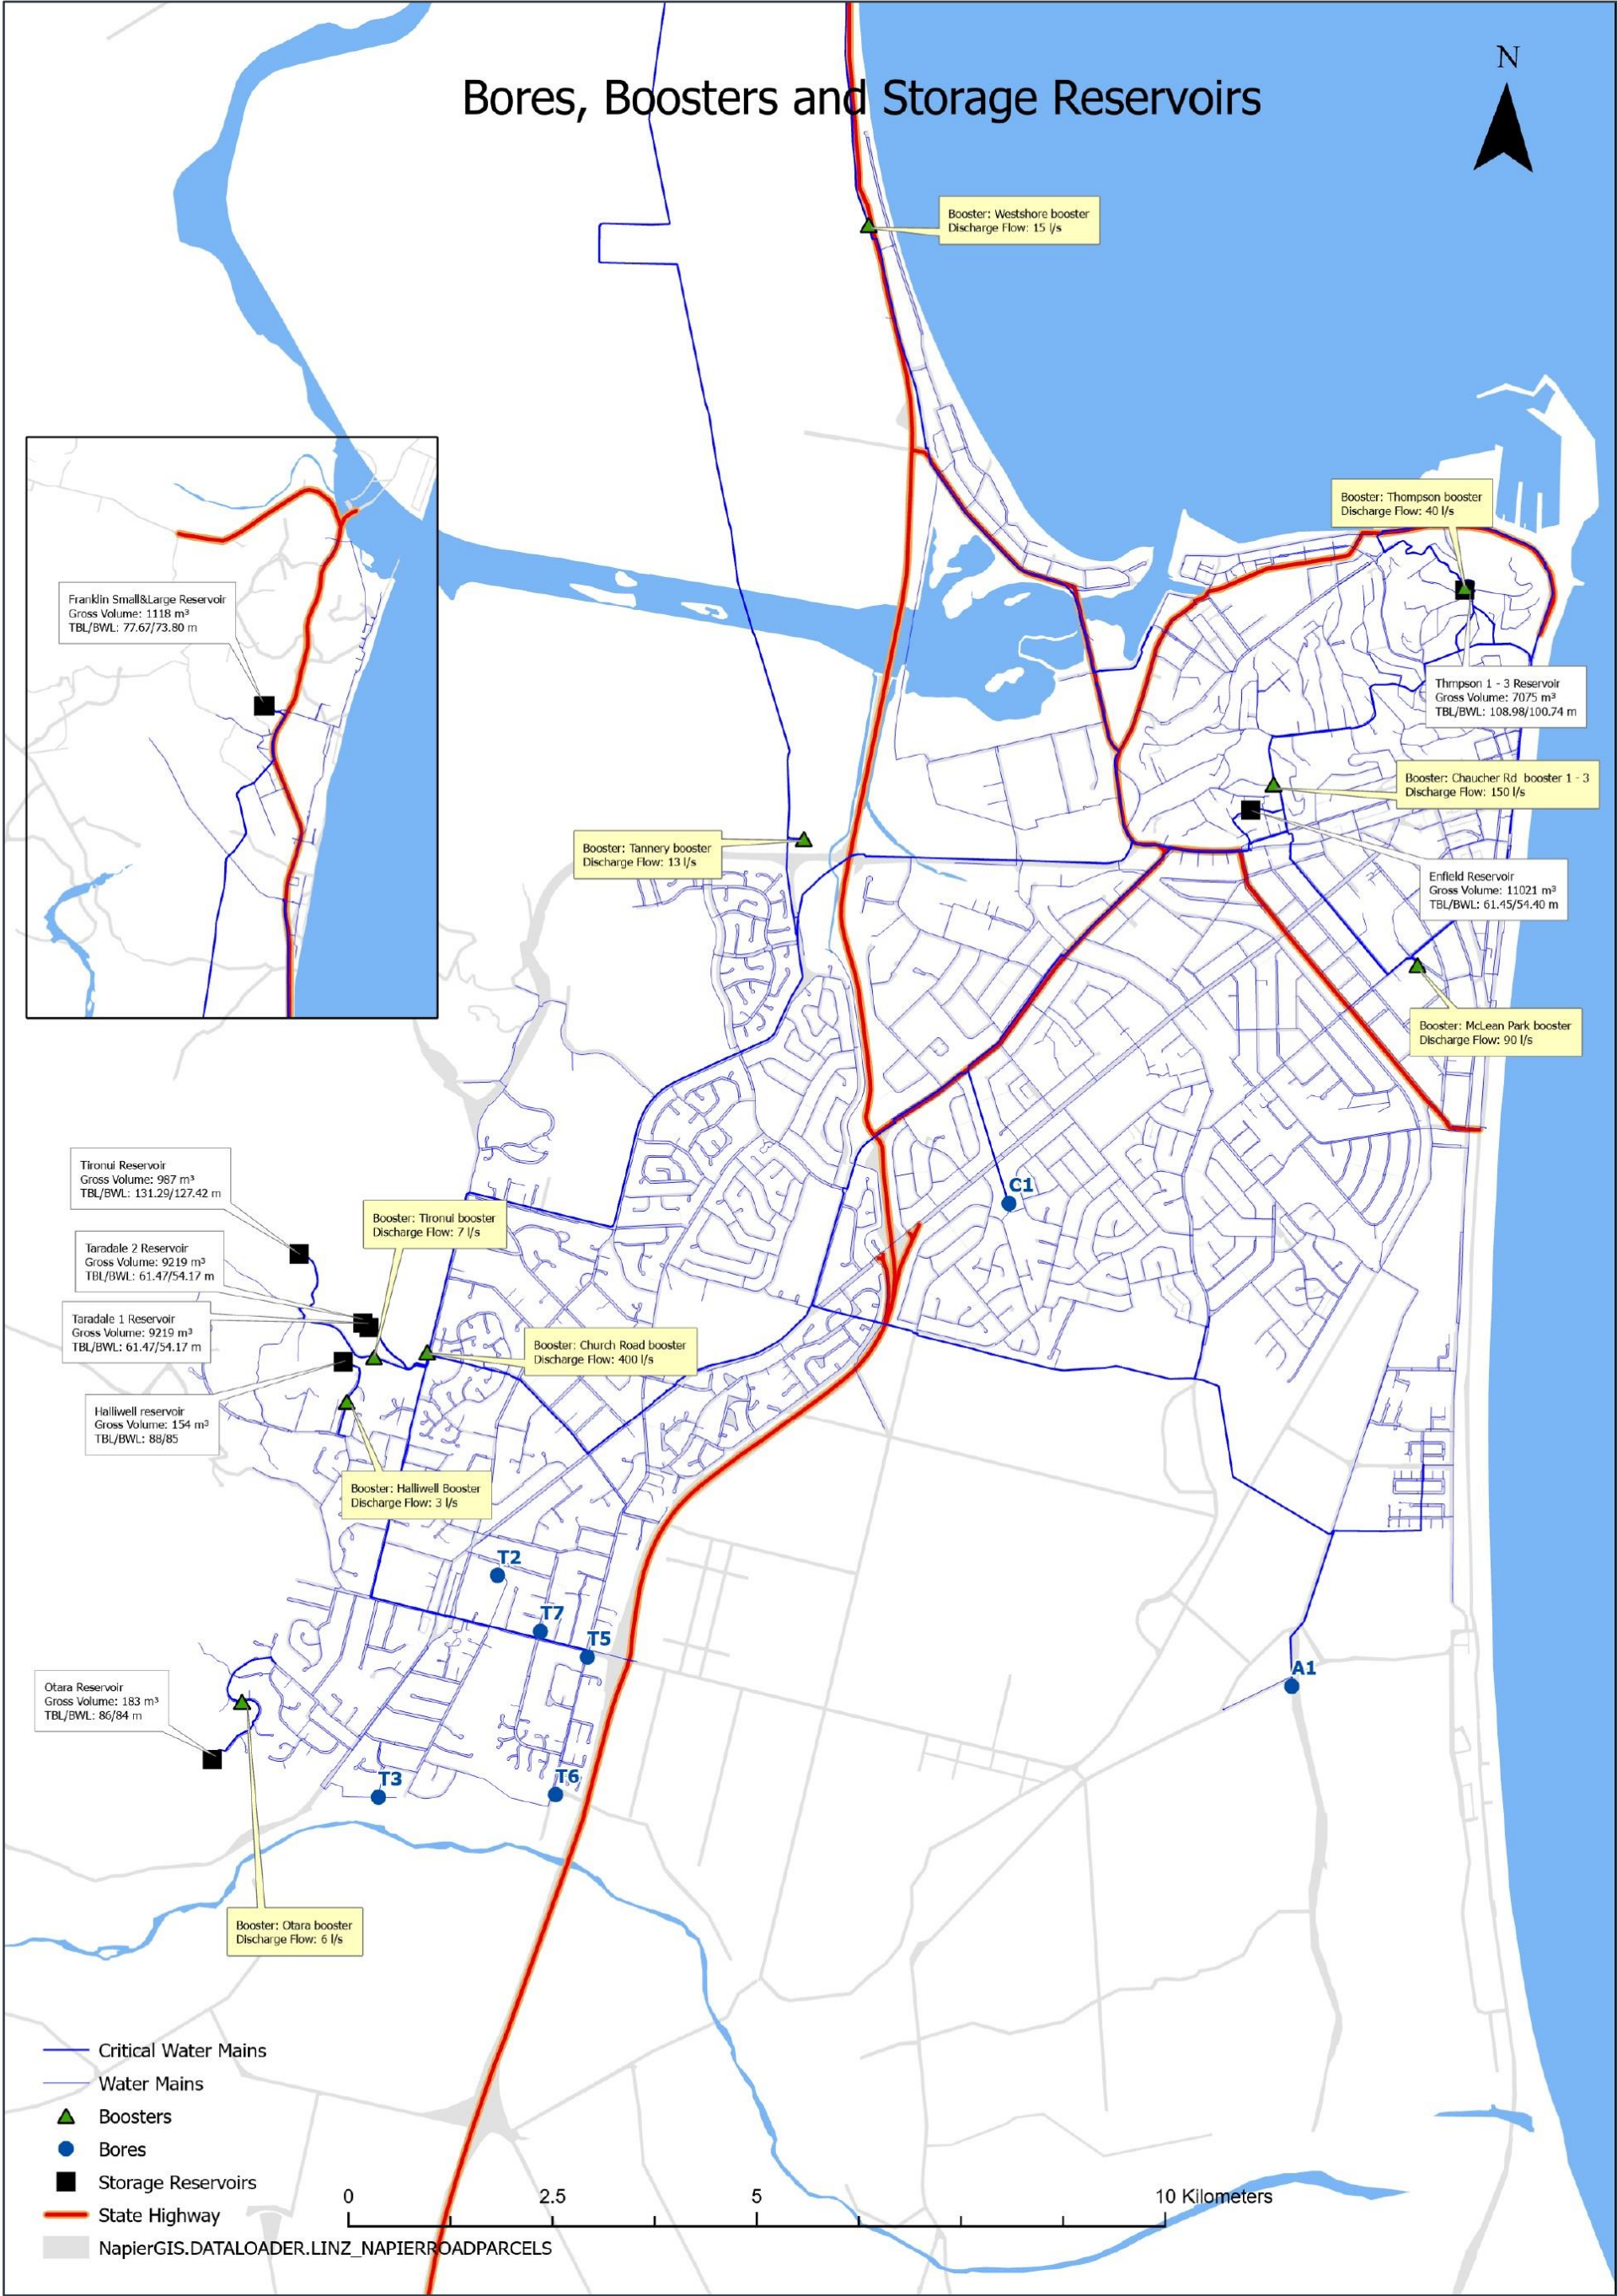 Bores, Boosters and Storage Reservoirs
N
Booster: Westshore booster
Discharge Flow: 15 l/s
Booster: Thompson booster
Discharge Flow: 40 l/s
Franklin Small&Large Reservoir
Gross Volume: 1118 m³
TBL/BWL: 77.67/73.80 m
Thmpson 1 - 3 Reservoir
Gross Volume: 7075 m³
TBL/BWL: 108.98/100.74 m
Booster: Chaucher Rd booster 1 - 3
Discharge Flow: 150 l/s
Booster: Tannery booster
Discharge Flow: 13 l/s
Enfield Reservoir
Gross Volume: 11021 m³
TBL/BWL: 61.45/54.40 m
Booster: McLean Park booster
Discharge Flow: 90 l/s
Tironui Reservoir
Gross Volume: 987 m³
TBL/BWL: 131.29/127.42 m
C1
Booster: Tironui booster
Discharge Flow: 7 l/s
Taradale 2 Reservoir
Gross Volume: 9219 m³
TBL/BWL: 61.47/54.17 m
Taradale 1 Reservoir
Gross Volume: 9219 m³
TBL/BWL: 61.47/54.17 m
Booster: Church Road booster
Discharge Flow: 400 l/s
Halliwell reservoir
Gross Volume: 154 m³
TBL/BWL: 88/85
Booster: Halliwell Booster
Discharge Flow: 3 l/s
T2
T7
T5
A1
Otara Reservoir
Gross Volume: 183 m³
TBL/BWL: 86/84 m
T3
T6
Booster: Otara booster
Discharge Flow: 6 l/s
Critical Water Mains
Water Mains
Boosters
Bores
Storage Reservoirs
State Highway
NapierGIS.DATALOADER.LINZ_NAPIERROADPARCELS
0 2.5 5 10 Kilometers